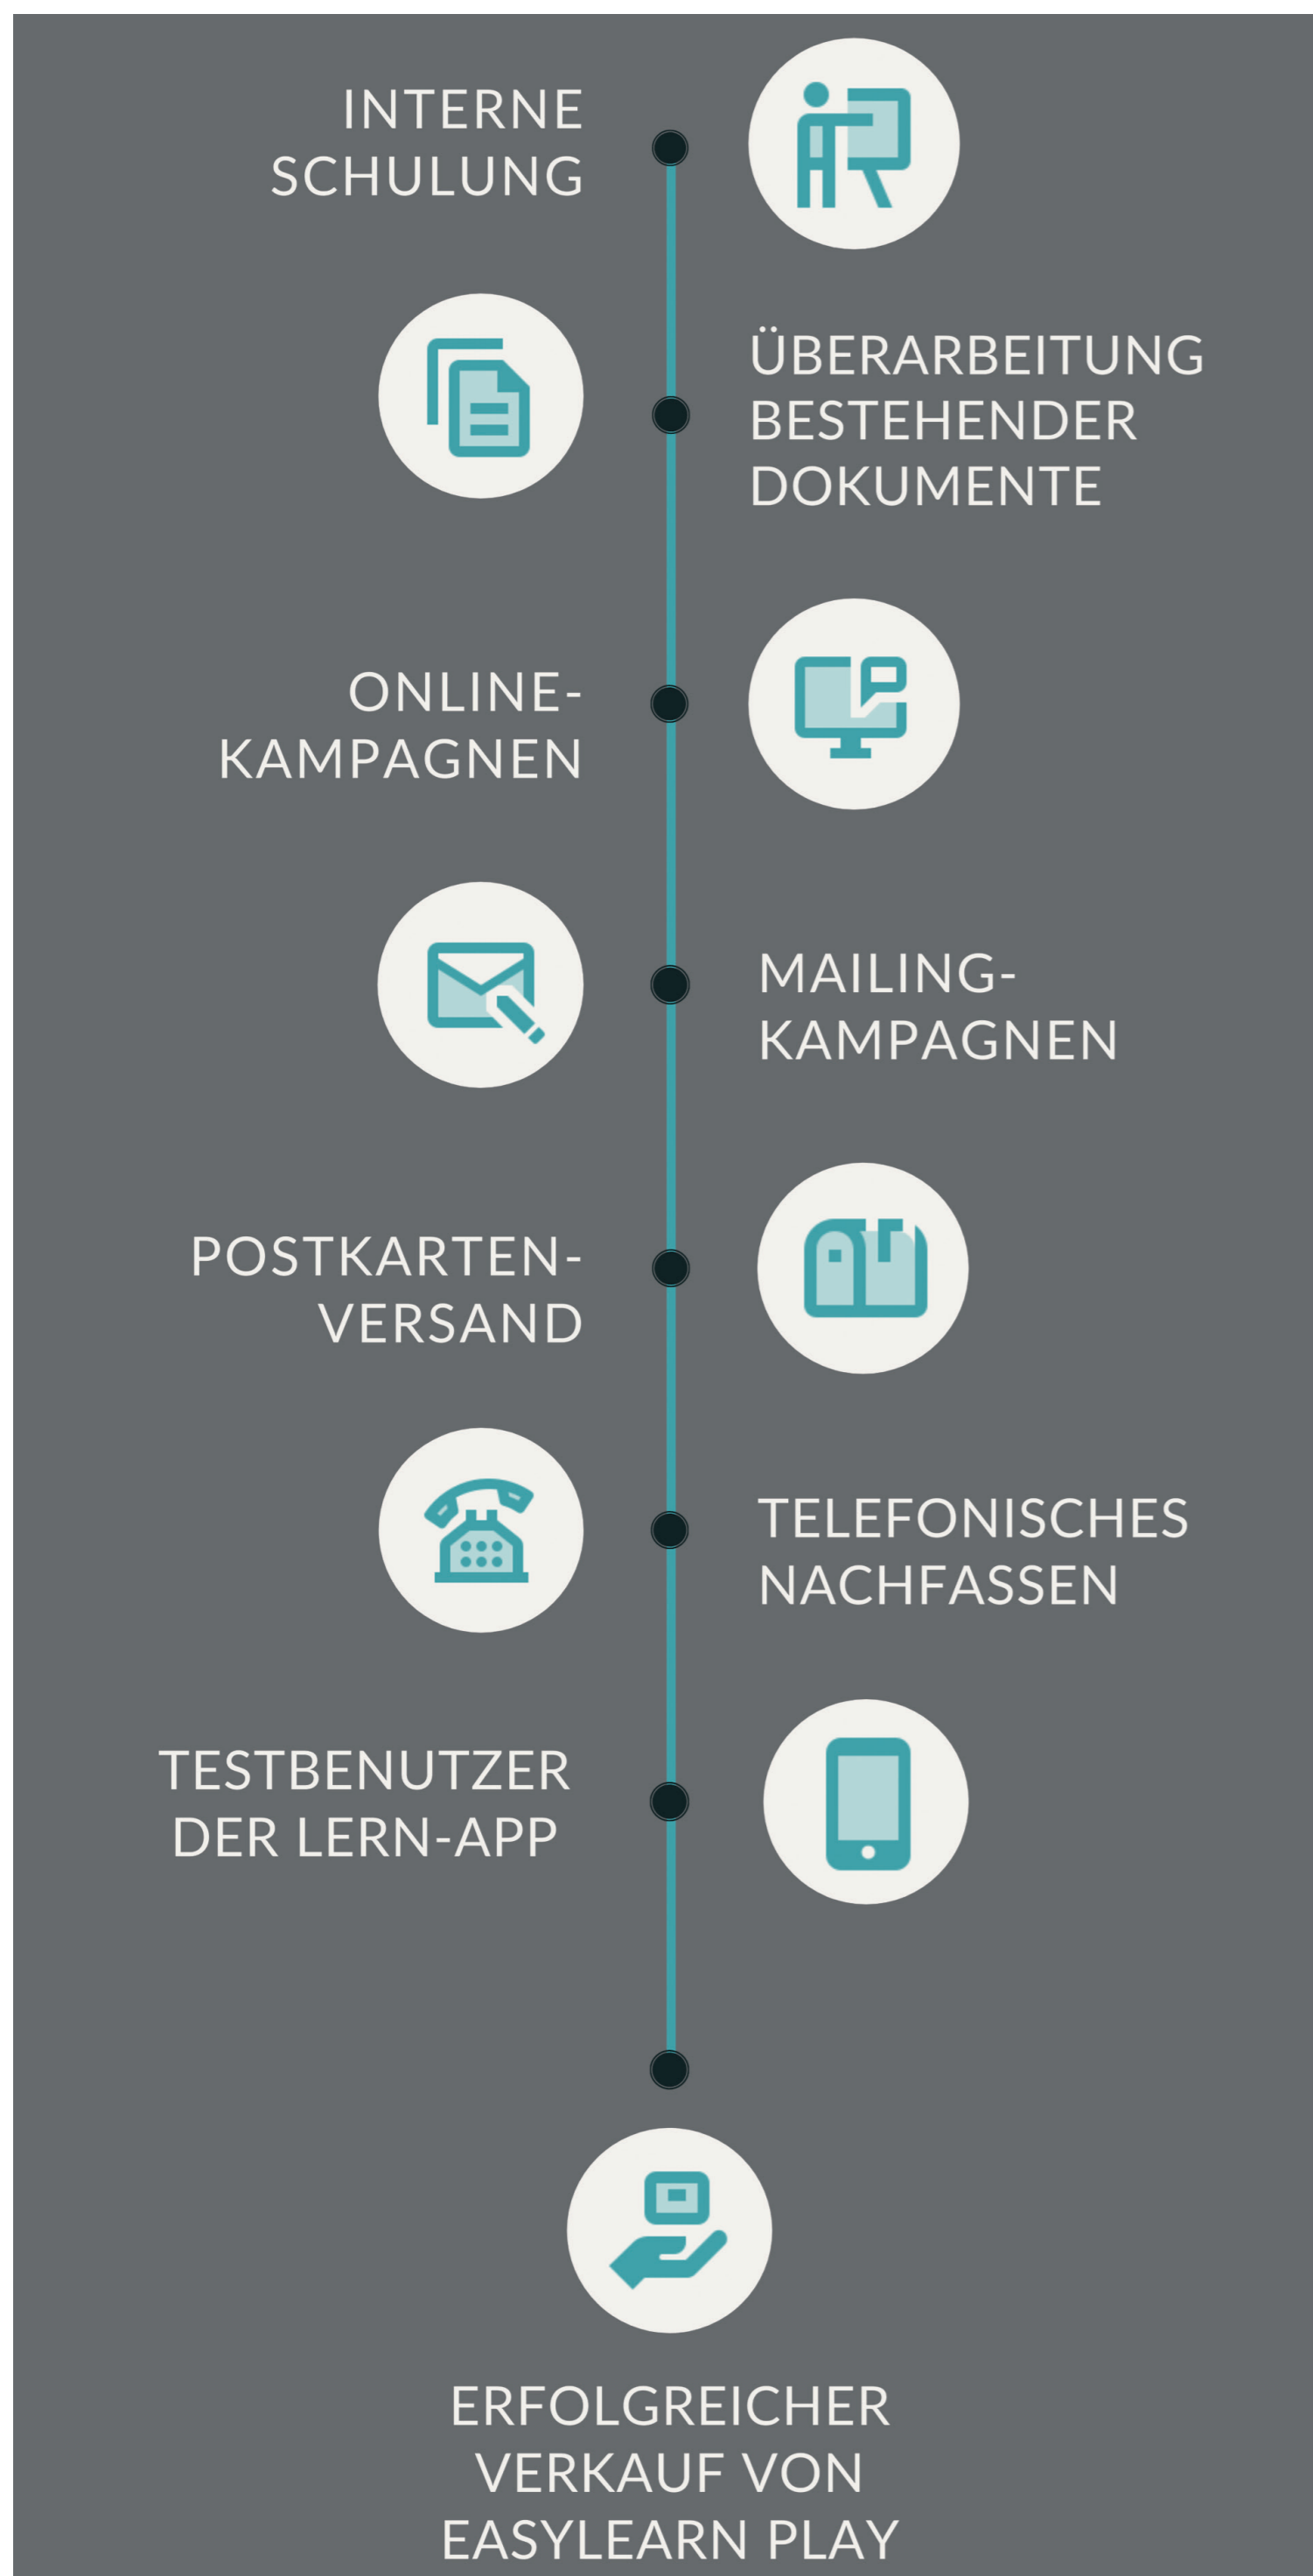 INTERNE
SCHULUNG
ÜBERARBEITUNG
BESTEHENDER
DOKUMENTE
ONLINE-
KAMPAGNEN
MAILING-
KAMPAGNEN
POSTKARTEN-
VERSAND
TELEFONISCHES
NACHFASSEN
TESTBENUTZER
DER LERN-APP
ERFOLGREICHER
VERKAUF VON
EASYLEARN PLAY